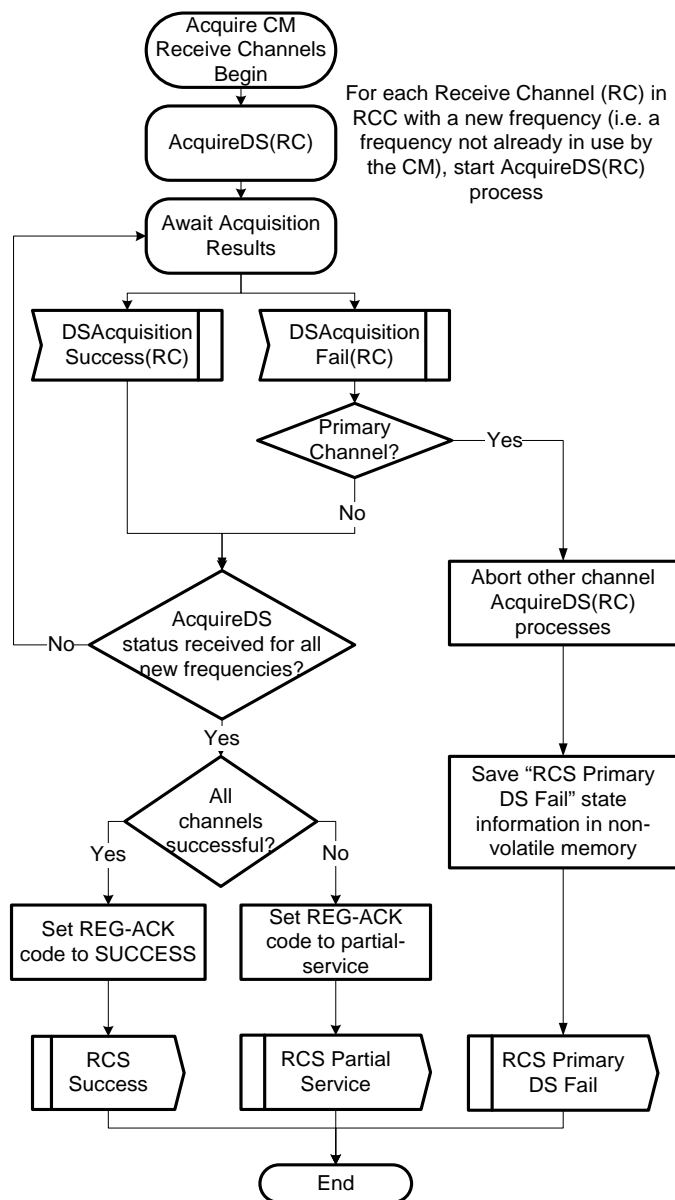 Acquire CM
Receive Channels
Begin
For each Receive Channel (RC) in
RCC with a new frequency (i.e. a
frequency not already in use by
the CM), start AcquireDS(RC)
process
AcquireDS(RC)
Await Acquisition
Results
DSAcquisition
Success(RC)
DSAcquisition
Fail(RC)
Primary
Channel?
Yes
No
Abort other channel
AcquireDS(RC)
processes
AcquireDS
status received for all
new frequencies?
No
Yes
Save “RCS Primary
DS Fail” state
information in non-
volatile memory
All
channels
successful?
Yes
No
Set REG-ACK
code to SUCCESS
Set REG-ACK
code to partial-
service
RCS
Success
RCS Partial
Service
RCS Primary
DS Fail
End